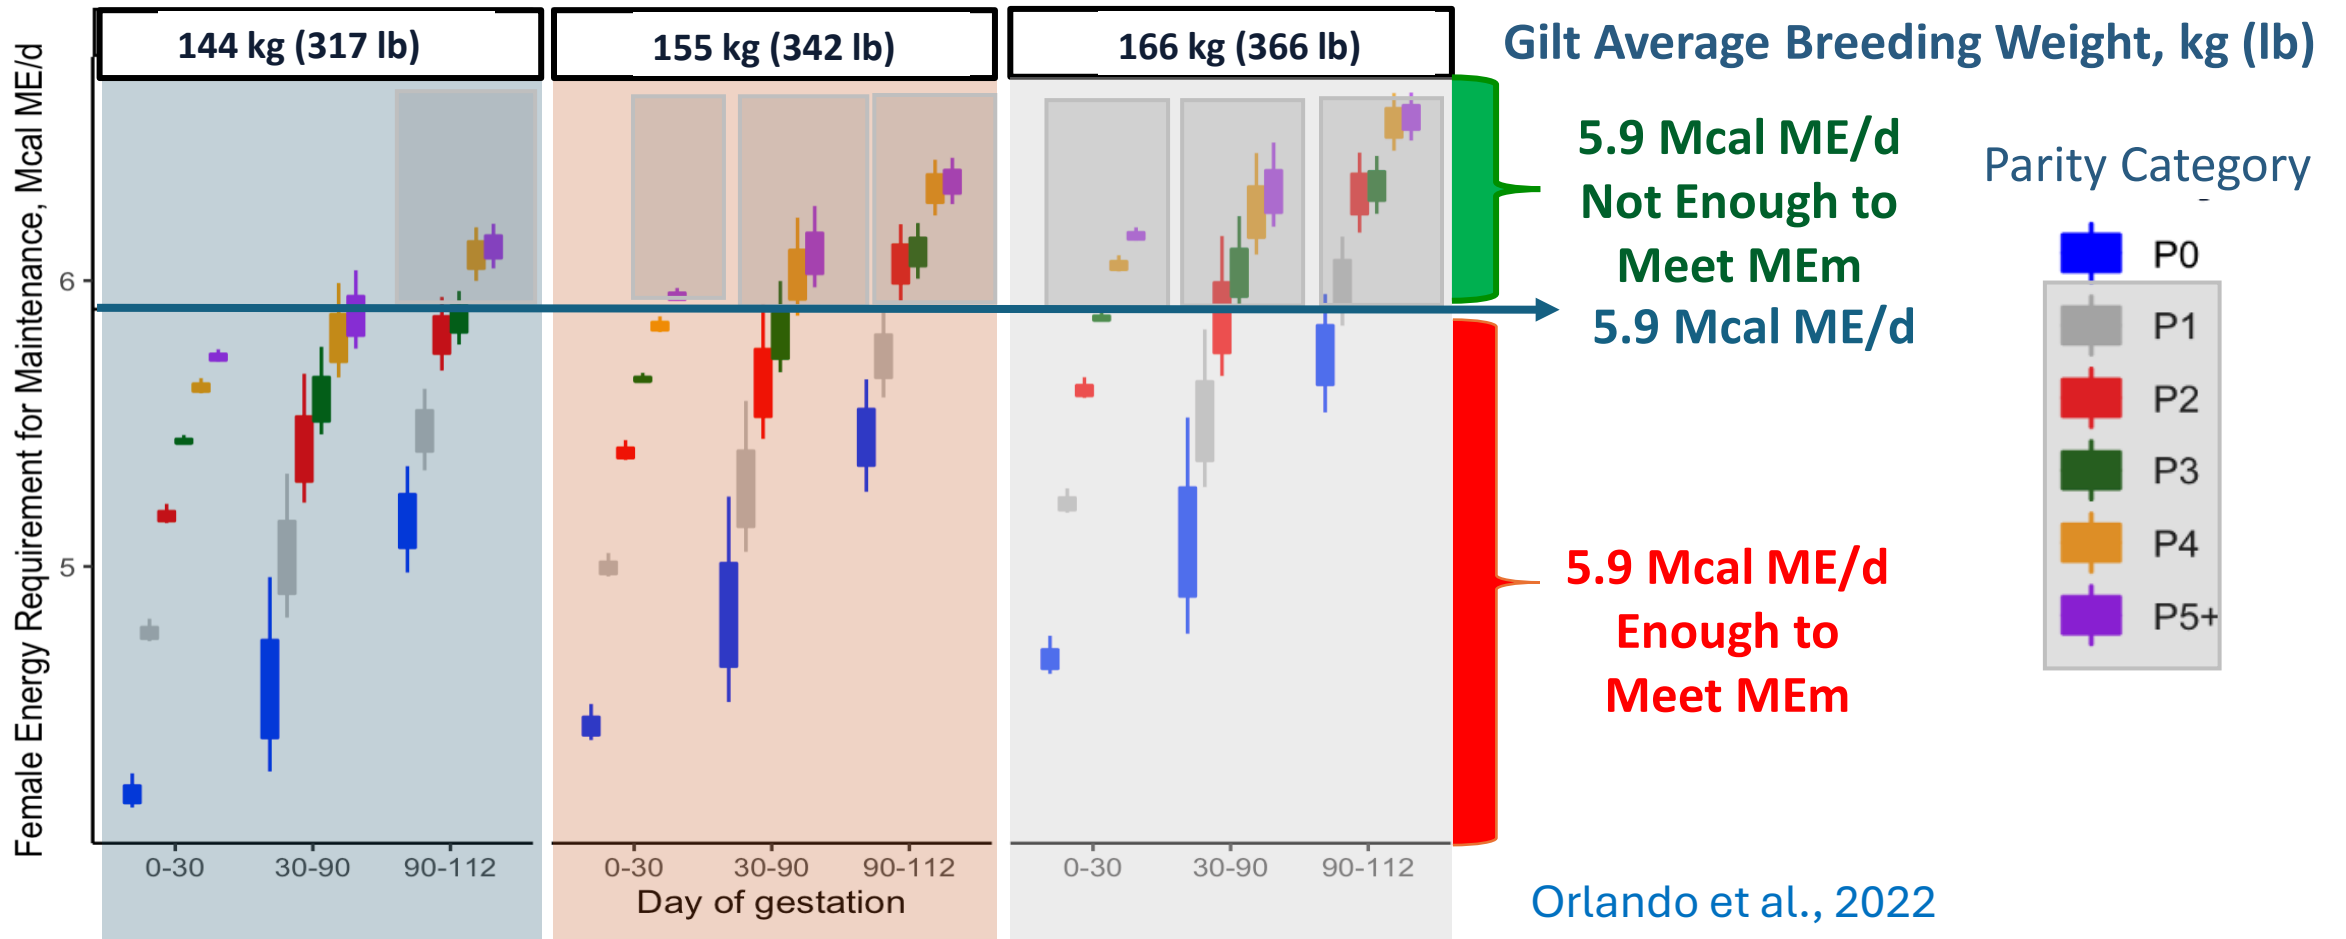 144 kg (317 lb)
155 kg (342 lb)
166 kg (366 lb)
Gilt Average Breeding Weight, kg (lb)
Female Energy Requirement for Maintenance, Mcal ME/d
6
5
5.9 Mcal ME/d
Not Enough to
Meet MEm
5.9 Mcal ME/d
5.9 Mcal ME/d
Enough to
Meet MEm
Parity Category
P0
P1
P2
P3
P4
P5+
0-30
30-90
90-112
0-30
30-90
90-112
0-30
30-90
90-112
Day of gestation
Orlando et al., 2022